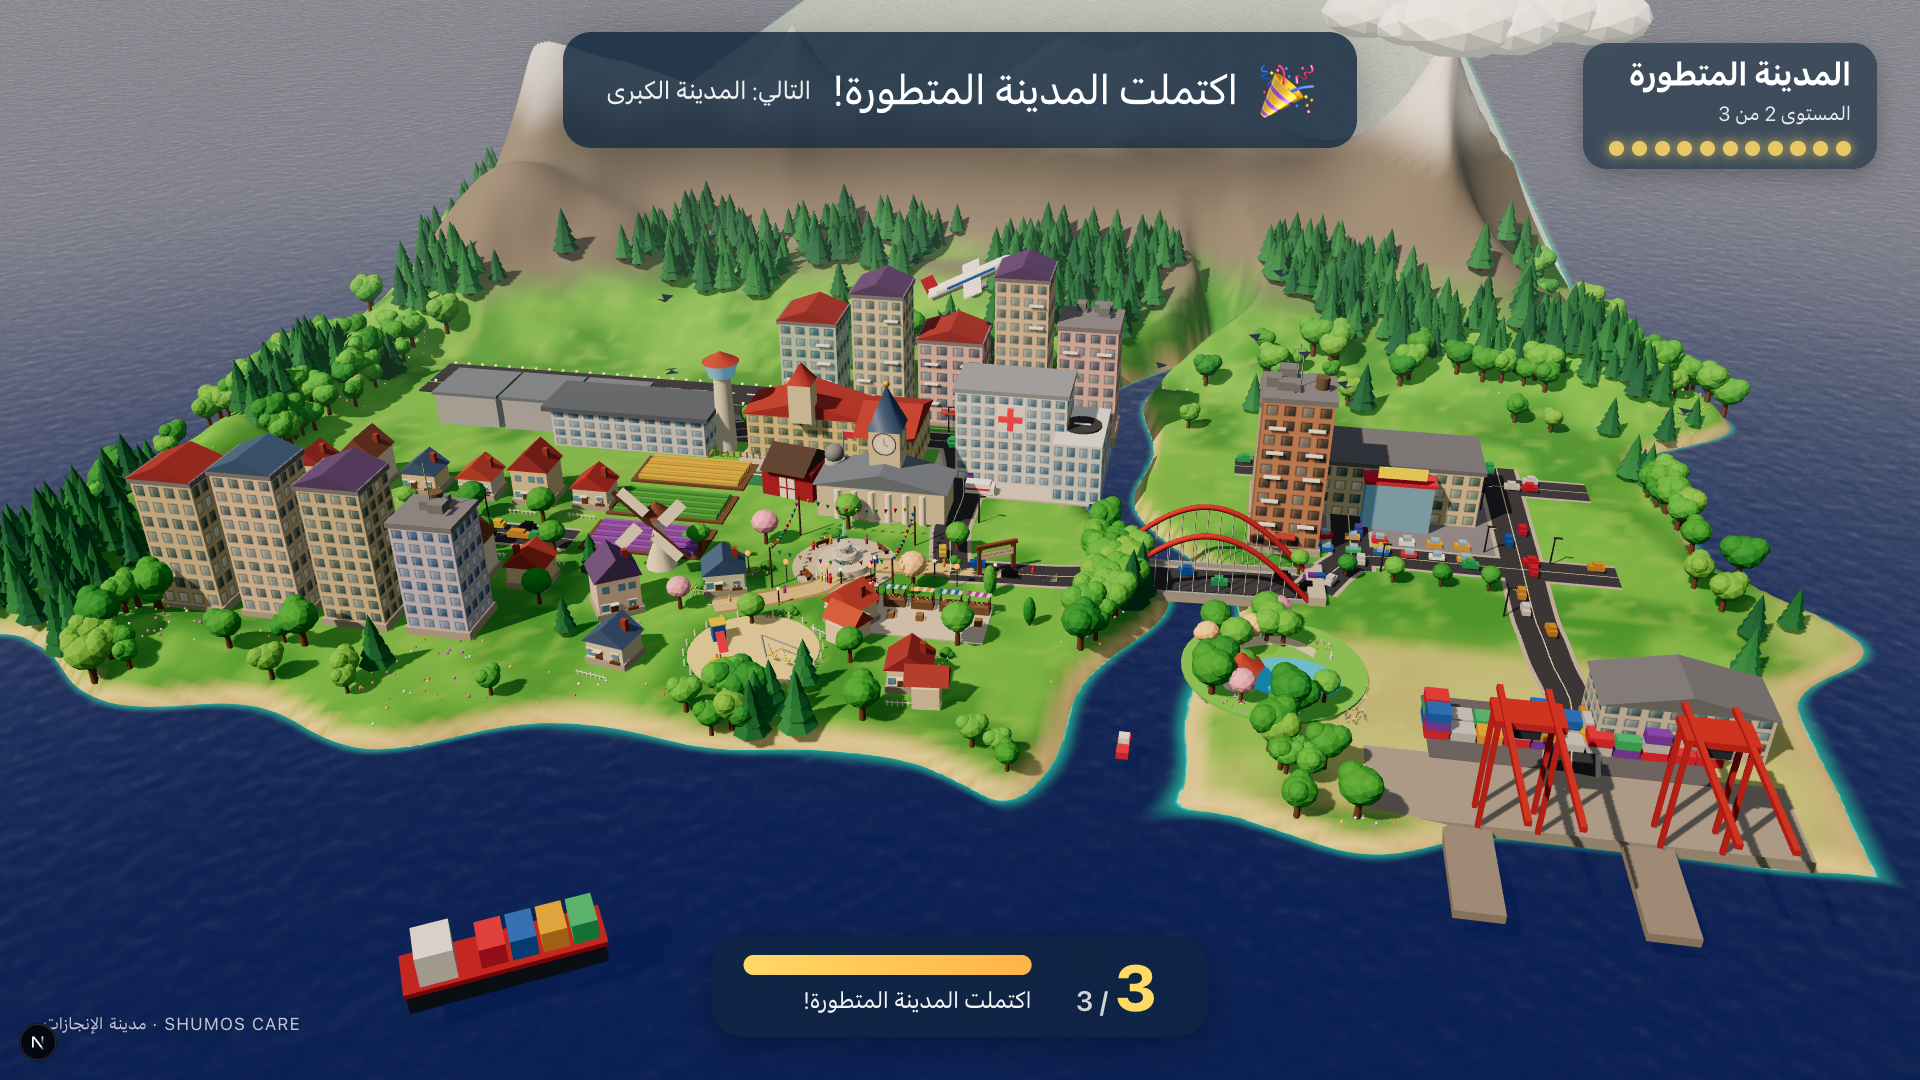 المدينة المتطورة
المستوى 2 من 3
🎉 اكتملت المدينة المتطورة! التالي: المدينة الكبرى
3 / 3
اكتملت المدينة المتطورة!
مدينة الإنجازات · SHUMOS CARE
N